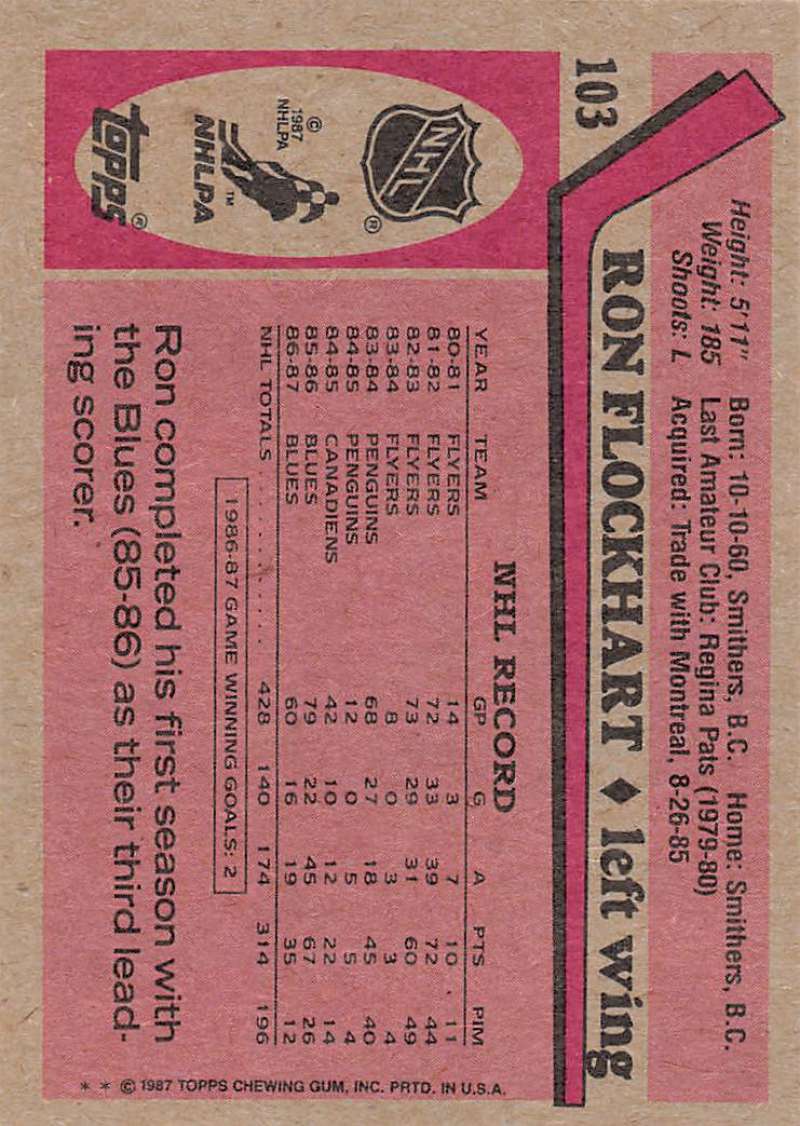 103
Height: 5'11" Born: 10-10-60, Smithers, B.C. Home: Smithers, B.C.
Weight: 185 Last Amateur Club: Regina Pats (1979-80)
Shoots: L Acquired: Trade with Montreal, 8-26-85
RON FLOCKHART ♦ left wing
NHL ®
© 1987 NHLPA
NHLPA ™
TOPPS ®
NHL RECORD
YEAR TEAM GP G A PTS PIM
80-81 FLYERS 14 3 7 10 11
81-82 FLYERS 72 33 39 72 44
82-83 FLYERS 73 29 31 60 49
83-84 FLYERS 8 0 3 3 4
83-84 PENGUINS 68 27 18 45 40
84-85 PENGUINS 12 0 5 5 4
84-85 CANADIENS 42 10 12 22 14
85-86 BLUES 79 22 45 67 26
86-87 BLUES 60 16 19 35 12
NHL TOTALS . . . . . . . . . . . 428 140 174 314 196
1986-87 GAME WINNING GOALS: 2
Ron completed his first season with
the Blues (85-86) as their third lead-
ing scorer.
* * © 1987 TOPPS CHEWING GUM, INC. PRTD. IN U.S.A.